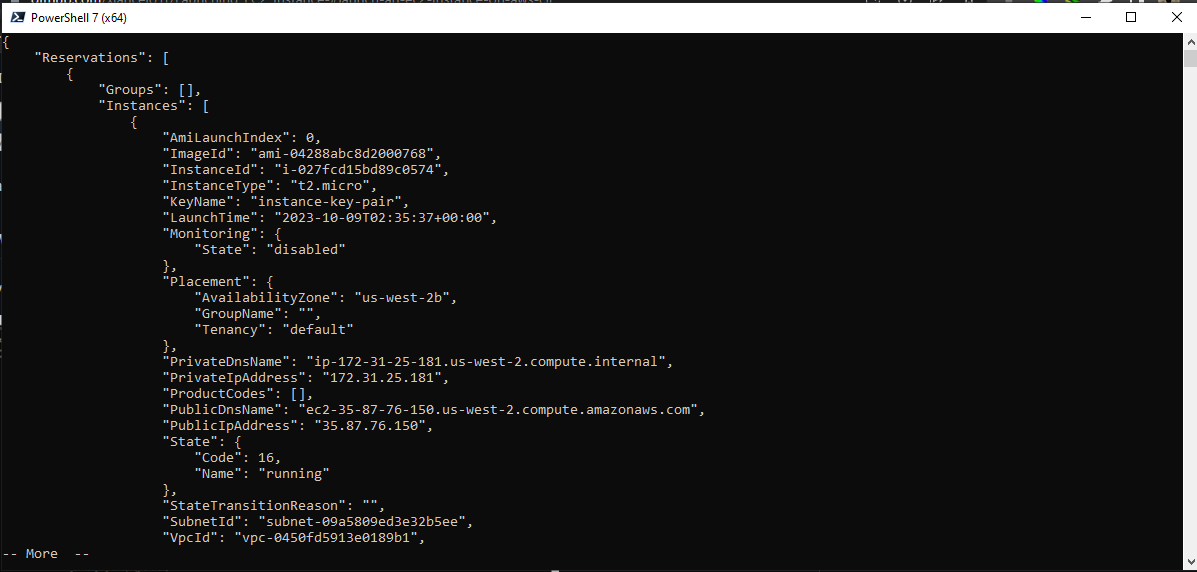 PowerShell 7 (x64)
{
    "Reservations": [
        {
            "Groups": [],
            "Instances": [
                {
                    "AmiLaunchIndex": 0,
                    "ImageId": "ami-04288abc8d2000768",
                    "InstanceId": "i-027fcd15bd89c0574",
                    "InstanceType": "t2.micro",
                    "KeyName": "instance-key-pair",
                    "LaunchTime": "2023-10-09T02:35:37+00:00",
                    "Monitoring": {
                        "State": "disabled"
                    },
                    "Placement": {
                        "AvailabilityZone": "us-west-2b",
                        "GroupName": "",
                        "Tenancy": "default"
                    },
                    "PrivateDnsName": "ip-172-31-25-181.us-west-2.compute.internal",
                    "PrivateIpAddress": "172.31.25.181",
                    "ProductCodes": [],
                    "PublicDnsName": "ec2-35-87-76-150.us-west-2.compute.amazonaws.com",
                    "PublicIpAddress": "35.87.76.150",
                    "State": {
                        "Code": 16,
                        "Name": "running"
                    },
                    "StateTransitionReason": "",
                    "SubnetId": "subnet-09a5809ed3e32b5ee",
                    "VpcId": "vpc-0450fd5913e0189b1",
-- More  --